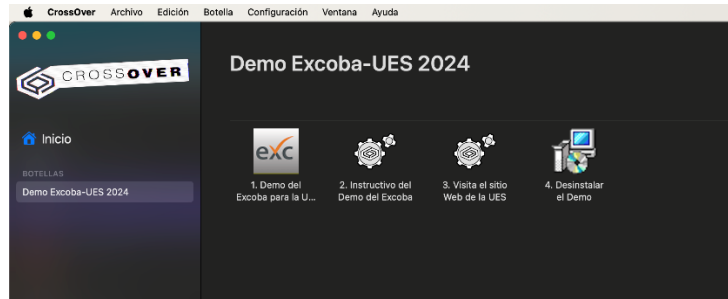 CrossOver Archivo Edición Botella Configuración Ventana Ayuda
CROSSOVER
Demo Excoba-UES 2024
Inicio
BOTELLAS
Demo Excoba-UES 2024
exc
1. Demo del
Excoba para la U...
2. Instructivo del
Demo del Excoba
3. Visita el sitio
Web de la UES
4. Desinstalar
el Demo